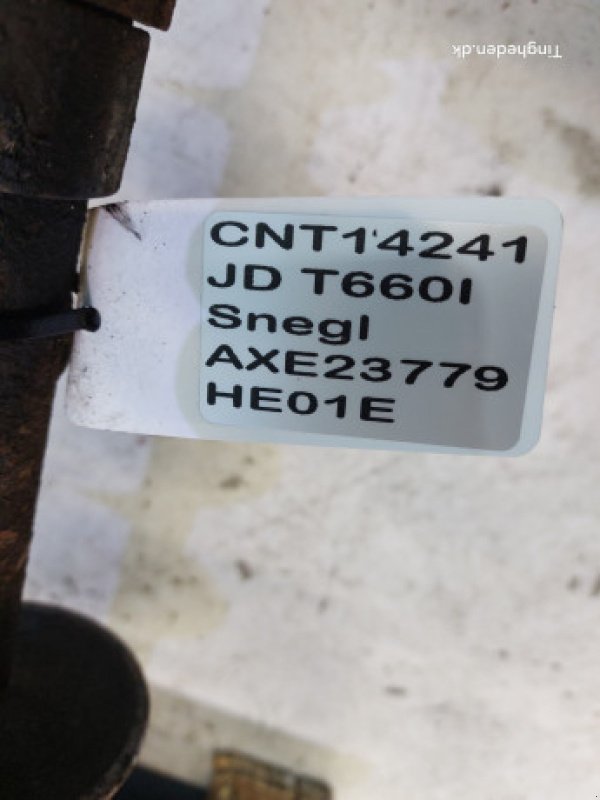 Tingheden.dk
CNT14241
JD T660I
Snegl
AXE23779
HE01E